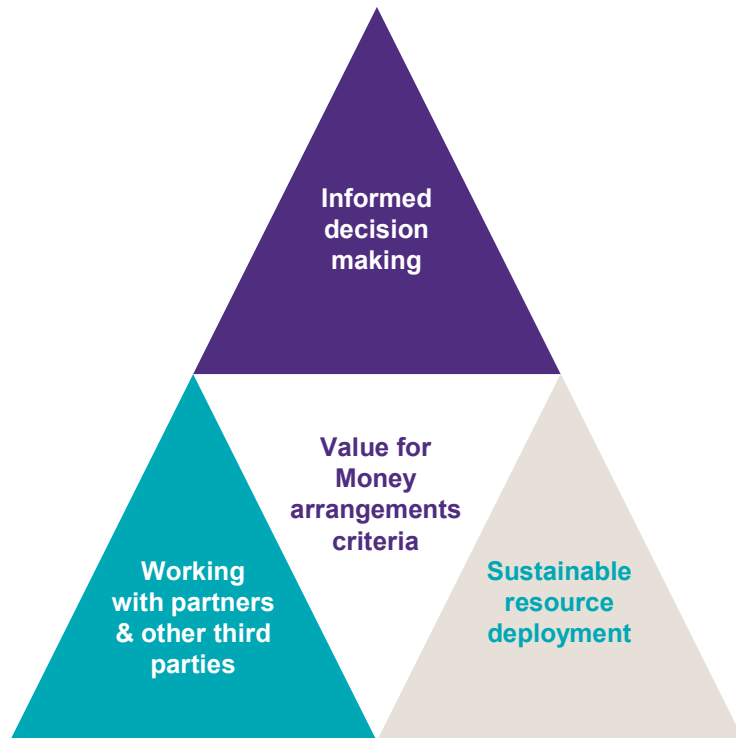 Informed
decision
making
Value for
Money
arrangements
criteria
Working
with partners
& other third
parties
Sustainable
resource
deployment